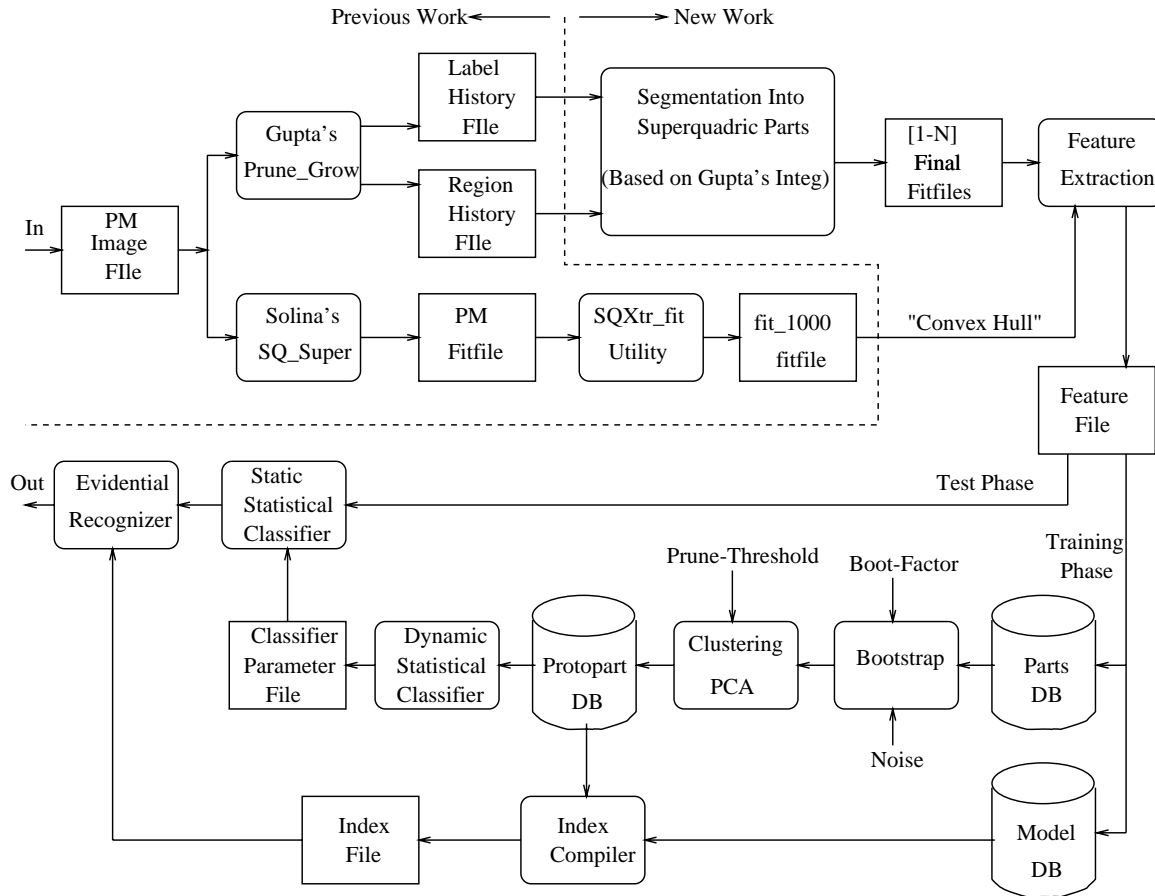 Previous Work
New Work
Label
History
FIle
Gupta's
Prune_Grow
Region
History
FIle
Segmentation Into
Superquadric Parts
(Based on Gupta's Integ)
[1-N]
Final
Fitfiles
Feature
Extraction
In
PM
Image
FIle
Solina's
SQ_Super
PM
Fitfile
SQXtr_fit
Utility
fit_1000
fitfile
"Convex Hull"
Feature
File
Out
Evidential
Recognizer
Static
Statistical
Classifier
Test Phase
Training
Phase
Prune-Threshold
Boot-Factor
Classifier
Parameter
File
Dynamic
Statistical
Classifier
Protopart
DB
Clustering
PCA
Bootstrap
Parts
DB
Noise
Index
File
Index
Compiler
Model
DB